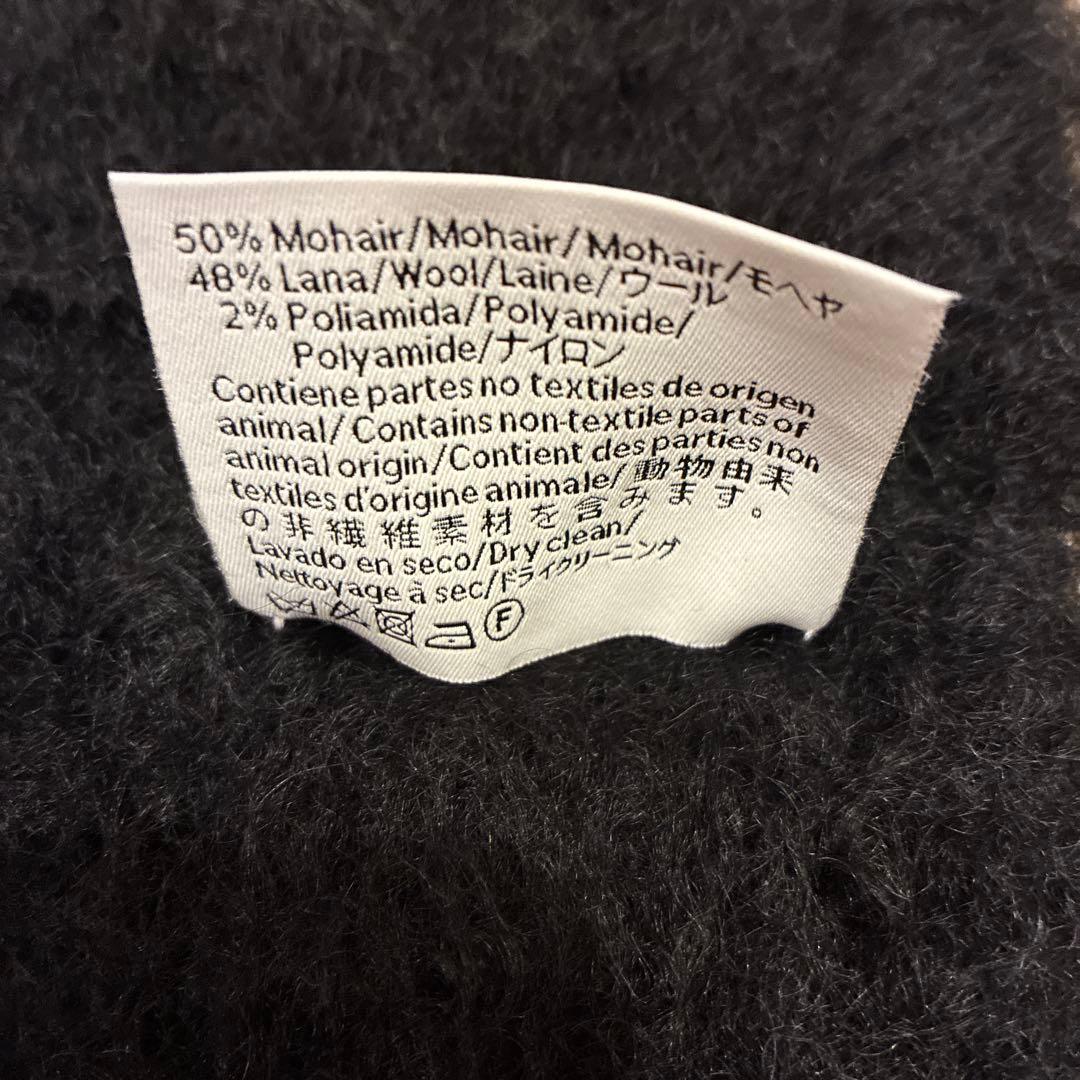 50% Mohair/Mohair/Mohair/モヘヤ
48% Lana/Wool/Laine/ウール
2% Poliamida/Polyamide/
Polyamide/ナイロン
Contiene partes no textiles de origen
animal/Contains non-textile parts of
animal origin/Contient des parties non
textiles d'origine animale/動物由来
の非繊維素材を含みます。
Lavado en seco/Dry clean/
Nettoyage à sec/ドライクリーニング
F